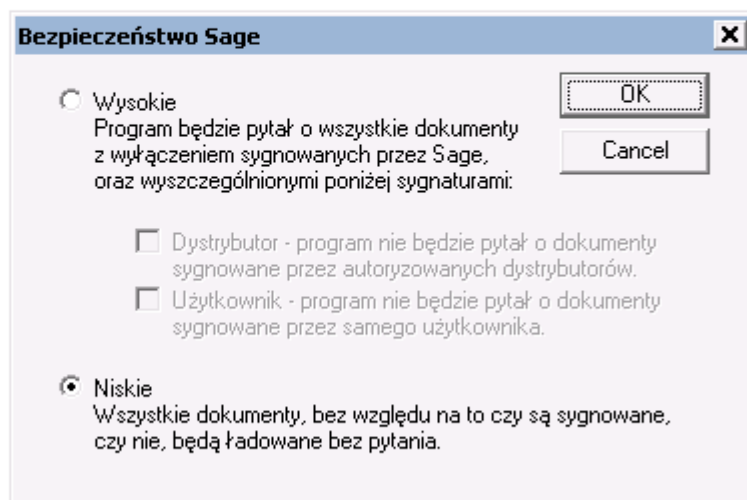 Bezpieczeństwo Sage
Wysokie
Program będzie pytał o wszystkie dokumenty
z wyłączeniem sygnowanych przez Sage,
oraz wyszczególnionymi poniżej sygnaturami:
OK
Cancel
Dystrybutor - program nie będzie pytał o dokumenty
sygnowane przez autoryzowanych dystrybutorów.
Użytkownik - program nie będzie pytał o dokumenty
sygnowane przez samego użytkownika.
Niskie
Wszystkie dokumenty, bez względu na to czy są sygnowane,
czy nie, będą ładowane bez pytania.